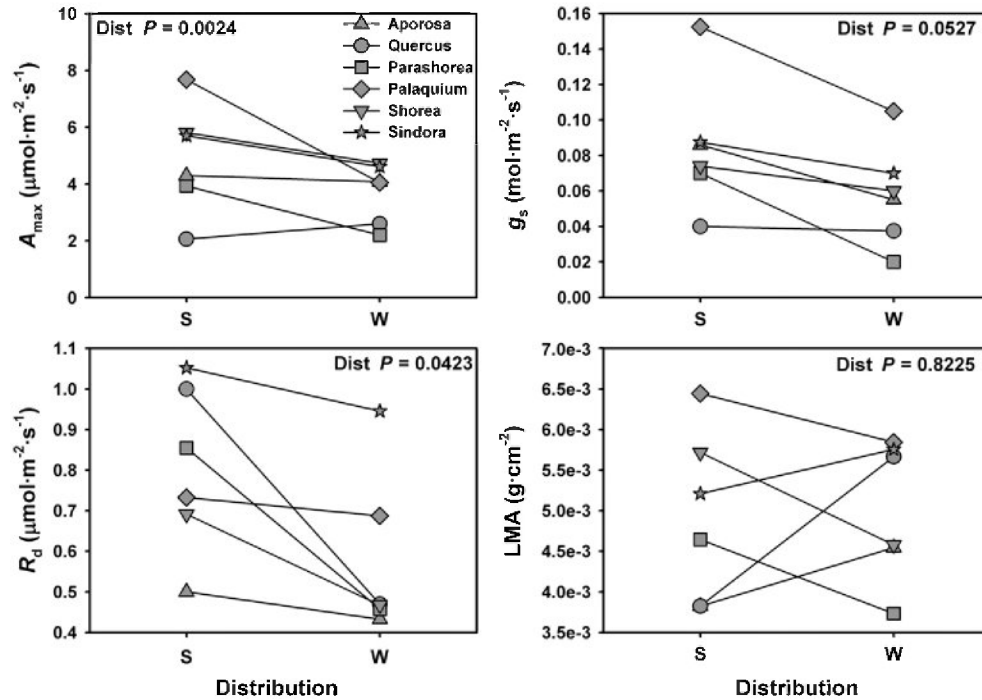 Dist P = 0.0024
Aporosa
Quercus
Parashorea
Palaquium
Shorea
Sindora
10
8
6
4
2
0
A_max (μmol·m⁻²·s⁻¹)
S
W
Dist P = 0.0527
0.16
0.14
0.12
0.10
0.08
0.06
0.04
0.02
0.00
g_s (mol·m⁻²·s⁻¹)
S
W
Dist P = 0.0423
1.1
1.0
0.9
0.8
0.7
0.6
0.5
0.4
R_d (μmol·m⁻²·s⁻¹)
S
W
Distribution
Dist P = 0.8225
7.0e-3
6.5e-3
6.0e-3
5.5e-3
5.0e-3
4.5e-3
4.0e-3
3.5e-3
LMA (g·cm⁻²)
S
W
Distribution